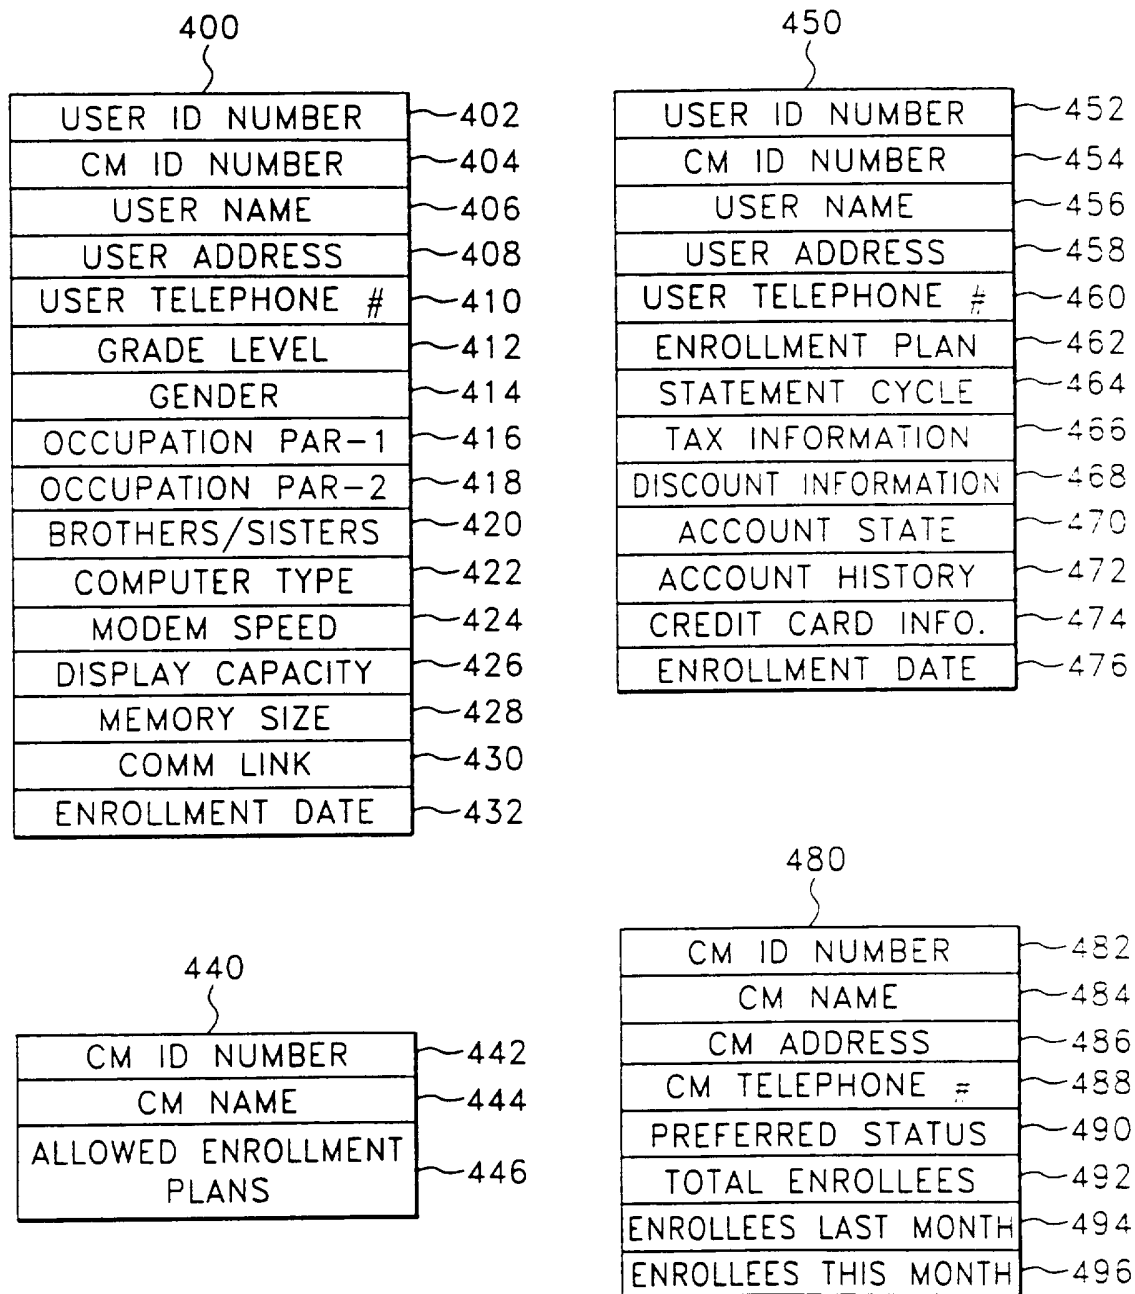 400
USER ID NUMBER 402
CM ID NUMBER 404
USER NAME 406
USER ADDRESS 408
USER TELEPHONE # 410
GRADE LEVEL 412
GENDER 414
OCCUPATION PAR-1 416
OCCUPATION PAR-2 418
BROTHERS/SISTERS 420
COMPUTER TYPE 422
MODEM SPEED 424
DISPLAY CAPACITY 426
MEMORY SIZE 428
COMM LINK 430
ENROLLMENT DATE 432
450
USER ID NUMBER 452
CM ID NUMBER 454
USER NAME 456
USER ADDRESS 458
USER TELEPHONE # 460
ENROLLMENT PLAN 462
STATEMENT CYCLE 464
TAX INFORMATION 466
DISCOUNT INFORMATION 468
ACCOUNT STATE 470
ACCOUNT HISTORY 472
CREDIT CARD INFO. 474
ENROLLMENT DATE 476
440
CM ID NUMBER 442
CM NAME 444
ALLOWED ENROLLMENT
PLANS 446
480
CM ID NUMBER 482
CM NAME 484
CM ADDRESS 486
CM TELEPHONE # 488
PREFERRED STATUS 490
TOTAL ENROLLEES 492
ENROLLEES LAST MONTH 494
ENROLLEES THIS MONTH 496